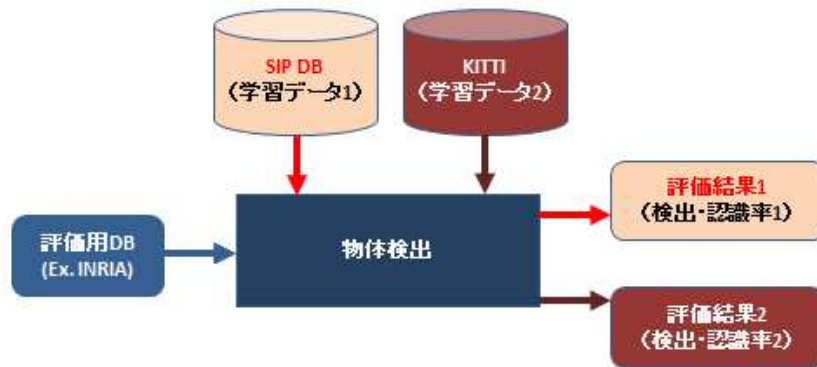 SIP DB
(学習データ1)
KITTI
(学習データ2)
評価用DB
(Ex. INRIA)
物体検出
評価結果1
(検出・認識率1)
評価結果2
(検出・認識率2)